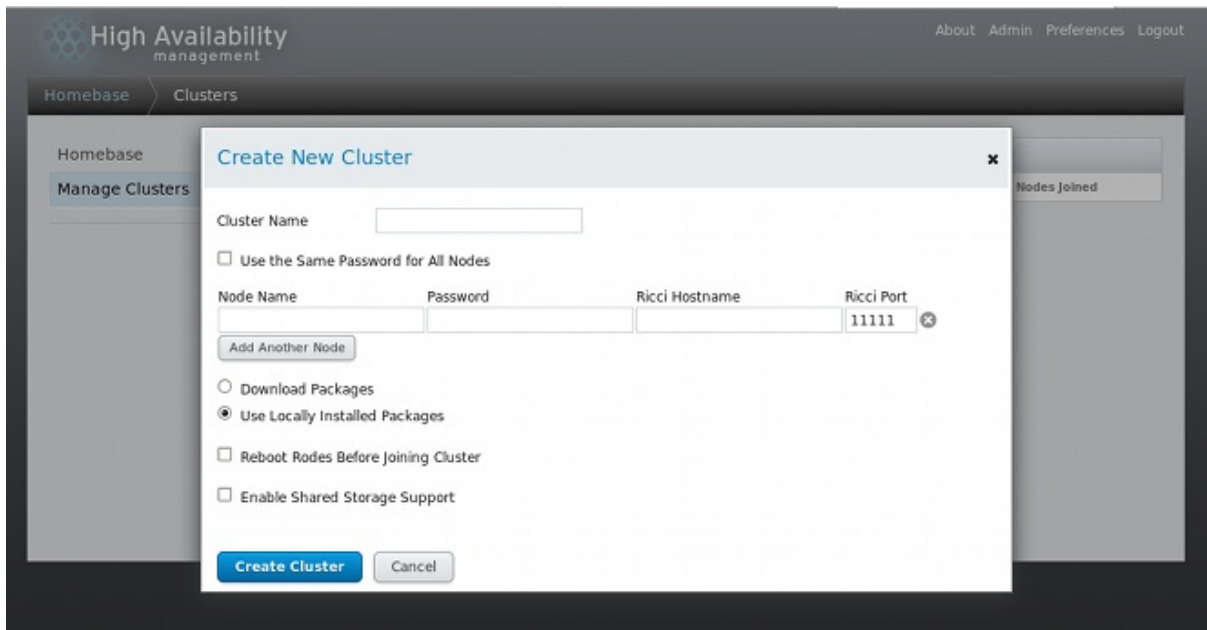 High Availability
management
About Admin Preferences Logout
Homebase Clusters
Homebase
Manage Clusters
Nodes Joined
Create New Cluster
Cluster Name
Use the Same Password for All Nodes
Node Name Password Ricci Hostname Ricci Port
11111
Add Another Node
Download Packages
Use Locally Installed Packages
Reboot Rodes Before Joining Cluster
Enable Shared Storage Support
Create Cluster Cancel